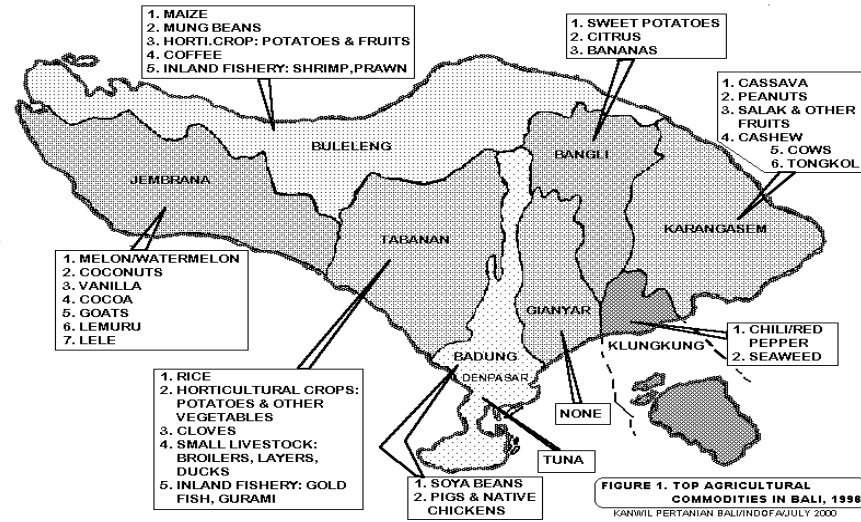 1. MAIZE
2. MUNG BEANS
3. HORTI.CROP: POTATOES & FRUITS
4. COFFEE
5. INLAND FISHERY: SHRIMP,PRAWN
1. SWEET POTATOES
2. CITRUS
3. BANANAS
1. CASSAVA
2. PEANUTS
3. SALAK & OTHER
FRUITS
4. CASHEW
5. COWS
6. TONGKOL
BULELENG
BANGLI
JEMBRANA
KARANGASEM
TABANAN
1. MELON/WATERMELON
2. COCONUTS
3. VANILLA
4. COCOA
5. GOATS
6. LEMURU
7. LELE
GIANYAR
1. CHILI/RED
PEPPER
2. SEAWEED
KLUNGKUNG
BADUNG
DENPASAR
1. RICE
2. HORTICULTURAL CROPS:
POTATOES & OTHER
VEGETABLES
3. CLOVES
4. SMALL LIVESTOCK:
BROILERS, LAYERS,
DUCKS
5. INLAND FISHERY: GOLD
FISH, GURAMI
NONE
TUNA
1. SOYA BEANS
2. PIGS & NATIVE
CHICKENS
FIGURE 1. TOP AGRICULTURAL
COMMODITIES IN BALI, 1996
KANWIL PERTANIAN BALI/INDOFA/JULY 2000